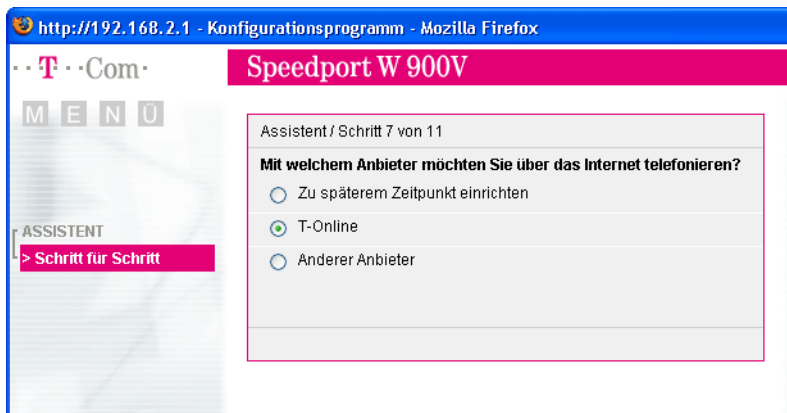 http://192.168.2.1 - Konfigurationsprogramm - Mozilla Firefox
··T··Com·
Speedport W 900V
MENÜ
Assistent / Schritt 7 von 11
Mit welchem Anbieter möchten Sie über das Internet telefonieren?
Zu späterem Zeitpunkt einrichten
T-Online
Anderer Anbieter
ASSISTENT
> Schritt für Schritt